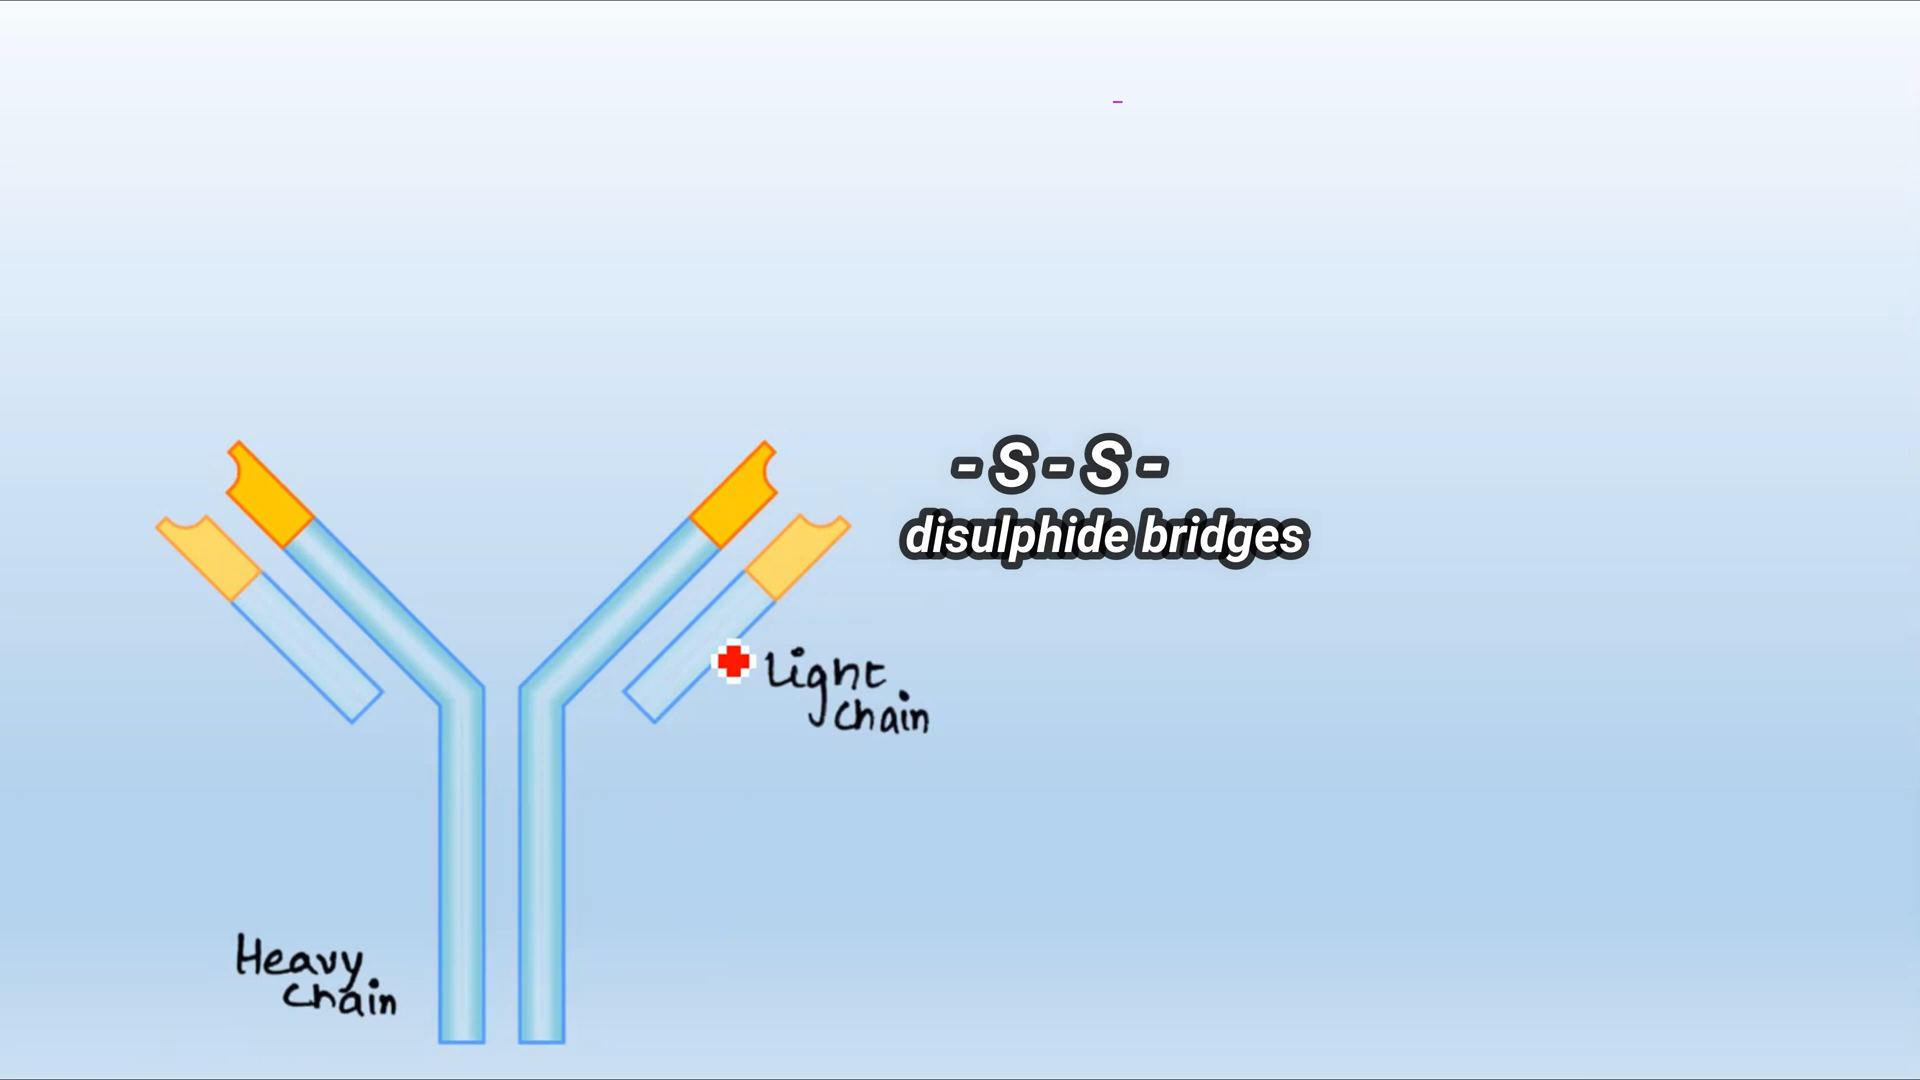 - S - S -
disulphide bridges
Light
chain
Heavy
chain